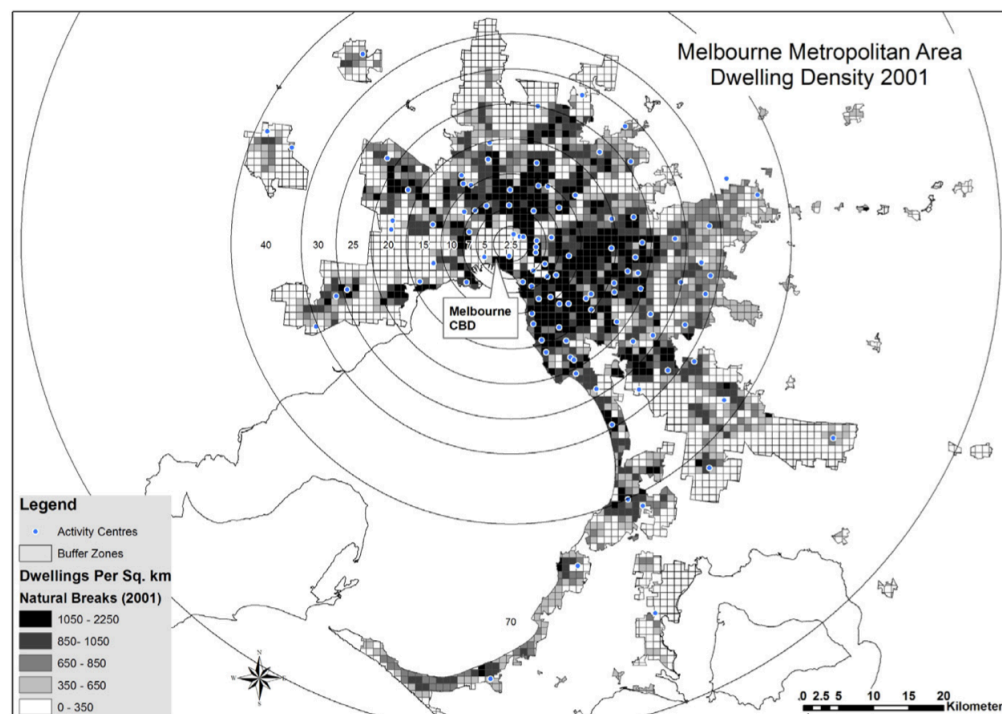 Melbourne Metropolitan Area
Dwelling Density 2001
40 30 25 20 15 10 7 5 2.5
Melbourne
CBD
70
Legend
Activity Centres
Buffer Zones
Dwellings Per Sq. km
Natural Breaks (2001)
1050 - 2250
850- 1050
650 - 850
350 - 650
0 - 350
N
W E
S
.0 2.5 5 10 15 20
Kilometer